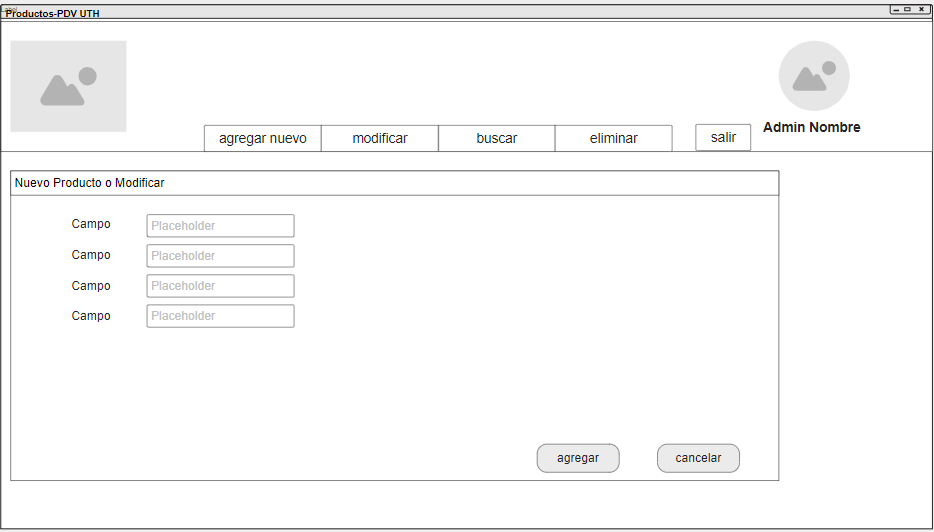 Productos-PDV UTH
Admin Nombre
agregar nuevo modificar buscar eliminar salir
Nuevo Producto o Modificar
Campo Placeholder
Campo Placeholder
Campo Placeholder
Campo Placeholder
agregar cancelar